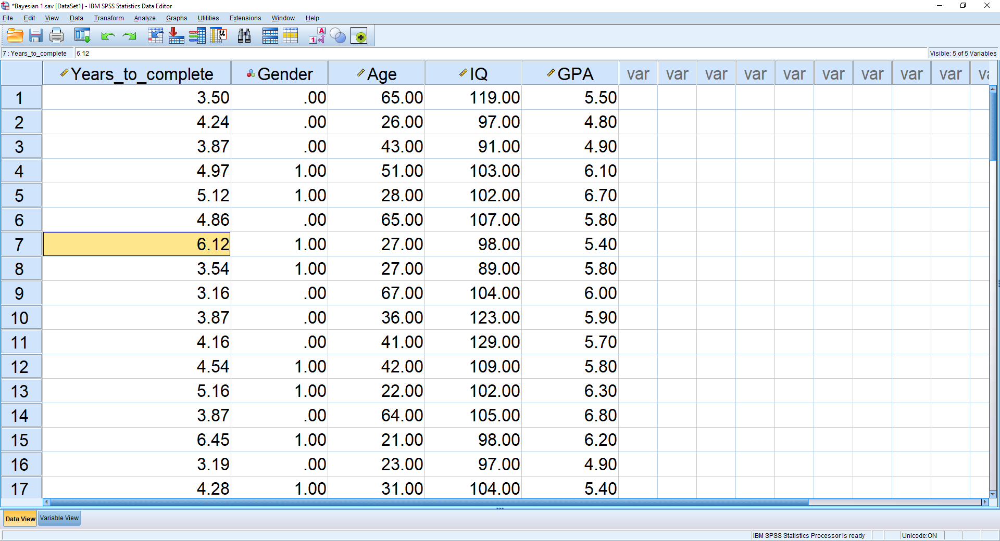 *Bayesian 1.sav [DataSet1] - IBM SPSS Statistics Data Editor
File Edit View Data Transform Analyze Graphs Utilities Extensions Window Help
7 : Years_to_complete 6.12 Visible: 5 of 5 Variables
Years_to_complete Gender Age IQ GPA var var var var var var var var var va
1 3.50 .00 65.00 119.00 5.50
2 4.24 .00 26.00 97.00 4.80
3 3.87 .00 43.00 91.00 4.90
4 4.97 1.00 51.00 103.00 6.10
5 5.12 1.00 28.00 102.00 6.70
6 4.86 .00 65.00 107.00 5.80
7 6.12 1.00 27.00 98.00 5.40
8 3.54 1.00 27.00 89.00 5.80
9 3.16 .00 67.00 104.00 6.00
10 3.87 .00 36.00 123.00 5.90
11 4.16 .00 41.00 129.00 5.70
12 4.54 1.00 42.00 109.00 5.80
13 5.16 1.00 22.00 102.00 6.30
14 3.87 .00 64.00 105.00 6.80
15 6.45 1.00 21.00 98.00 6.20
16 3.19 .00 23.00 97.00 4.90
17 4.28 1.00 31.00 104.00 5.40
Data View Variable View
IBM SPSS Statistics Processor is ready Unicode:ON